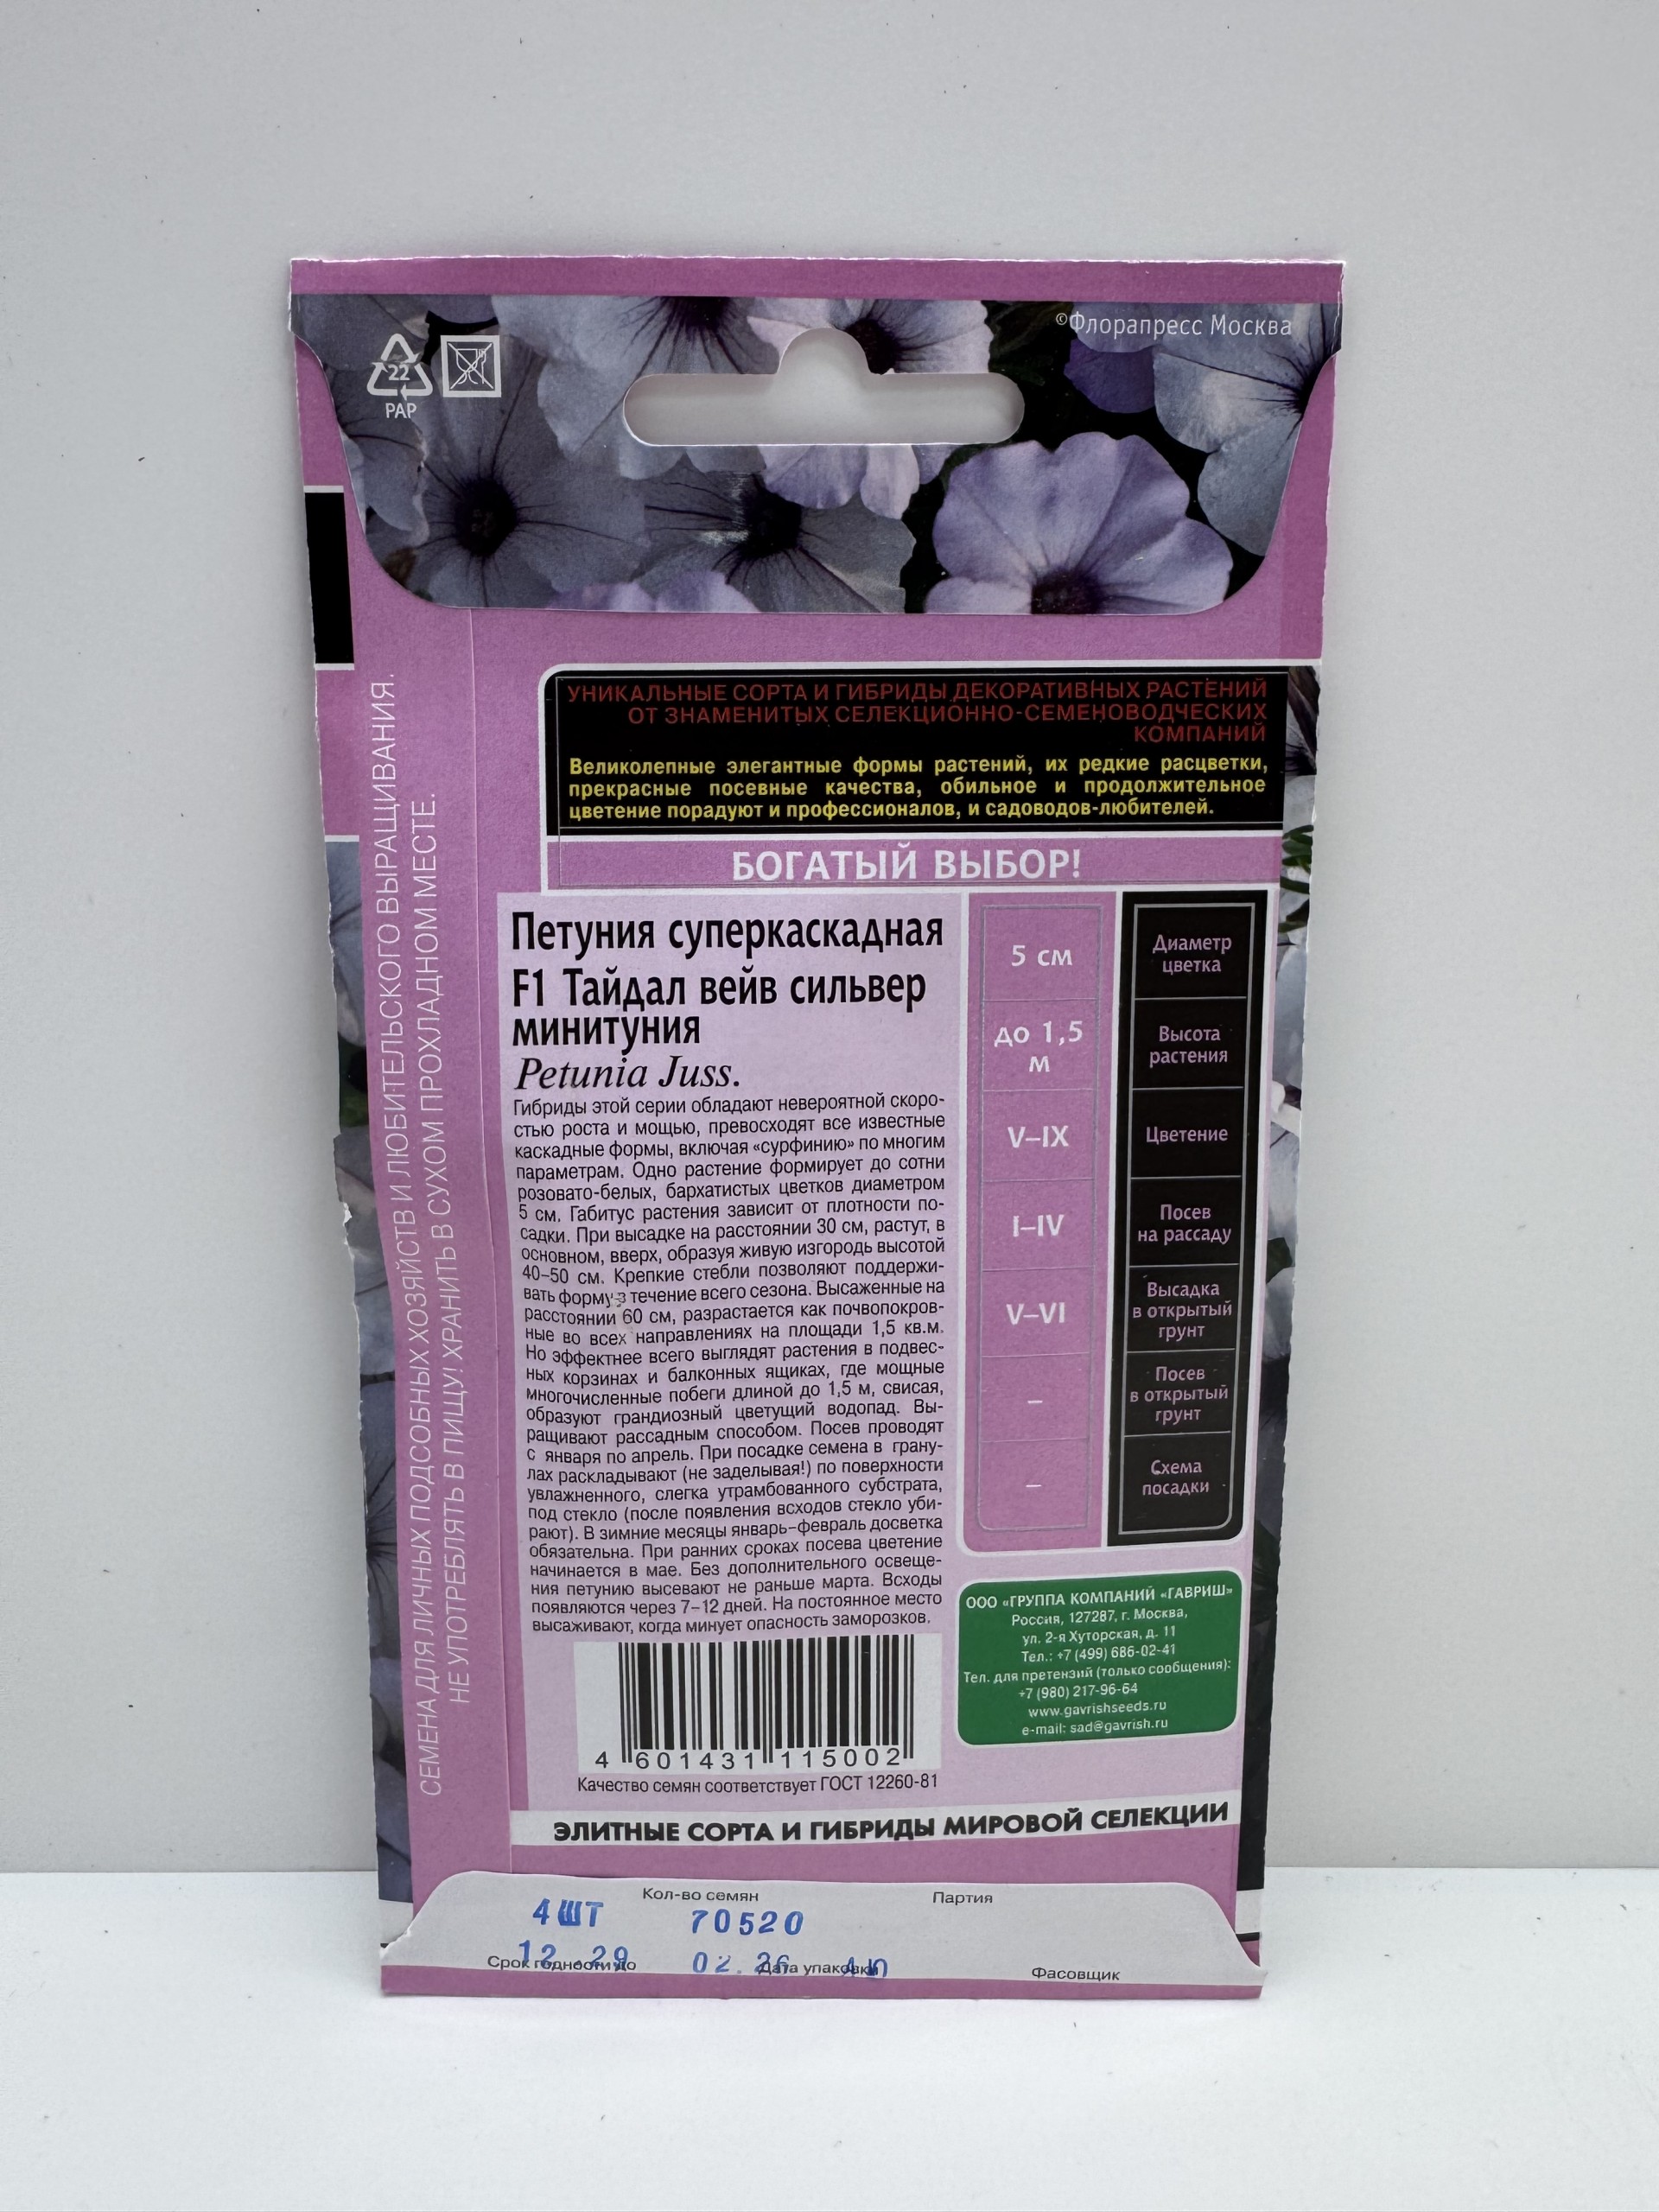 ©Флорапресс Москва
22
PAP
УНИКАЛЬНЫЕ СОРТА И ГИБРИДЫ ДЕКОРАТИВНЫХ РАСТЕНИЙ
ОТ ЗНАМЕНИТЫХ СЕЛЕКЦИОННО-СЕМЕНОВОДЧЕСКИХ
КОМПАНИЙ
Великолепные элегантные формы растений, их редкие расцветки,
прекрасные посевные качества, обильное и продолжительное
цветение порадуют и профессионалов, и садоводов-любителей.
БОГАТЫЙ ВЫБОР!
Петуния суперкаскадная
F1 Тайдал вейв сильвер
минитуния
Petunia Juss.
Гибриды этой серии обладают невероятной скоро-
стью роста и мощью, превосходят все известные
каскадные формы, включая «сурфинию» по многим
параметрам. Одно растение формирует до сотни
розовато-белых, бархатистых цветков диаметром
5 см. Габитус растения зависит от плотности по-
садки. При высадке на расстоянии 30 см, растут, в
основном, вверх, образуя живую изгородь высотой
40–50 см. Крепкие стебли позволяют поддержи-
вать форму в течение всего сезона. Высаженные на
расстоянии 60 см, разрастается как почвопокров-
ные во всех направлениях на площади 1,5 кв.м.
Но эффектнее всего выглядят растения в подвес-
ных корзинах и балконных ящиках, где мощные
многочисленные побеги длиной до 1,5 м, свисая,
образуют грандиозный цветущий водопад. Вы-
ращивают рассадным способом. Посев проводят
с января по апрель. При посадке семена в грану-
лах раскладывают (не заделывая!) по поверхности
увлажненного, слегка утрамбованного субстрата,
под стекло (после появления всходов стекло уби-
рают). В зимние месяцы январь–февраль досветка
обязательна. При ранних сроках посева цветение
начинается в мае. Без дополнительного освеще-
ния петунию высевают не раньше марта. Всходы
появляются через 7–12 дней. На постоянное место
высаживают, когда минует опасность заморозков.
5 см
Диаметр
цветка
до 1,5
м
Высота
растения
V–IX
Цветение
I–IV
Посев
на рассаду
V–VI
Высадка
в открытый
грунт
–
Посев
в открытый
грунт
–
Схема
посадки
ООО «ГРУППА КОМПАНИЙ «ГАВРИШ»
Россия, 127287, г. Москва,
ул. 2-я Хуторская, д. 11
Тел.: +7 (499) 686-02-41
Тел. для претензий (только сообщения):
+7 (980) 217-96-64
www.gavrishseeds.ru
e-mail: sad@gavrish.ru
4 601431 115002
Качество семян соответствует ГОСТ 12260-81
ЭЛИТНЫЕ СОРТА И ГИБРИДЫ МИРОВОЙ СЕЛЕКЦИИ
СЕМЕНА ДЛЯ ЛИЧНЫХ ПОДСОБНЫХ ХОЗЯЙСТВ И ЛЮБИТЕЛЬСКОГО ВЫРАЩИВАНИЯ.
НЕ УПОТРЕБЛЯТЬ В ПИЩУ! ХРАНИТЬ В СУХОМ ПРОХЛАДНОМ МЕСТЕ.
Кол-во семян
Партия
4 ШТ 70520
12.29 02.26
Срок годности до
Дата упаковки
Фасовщик